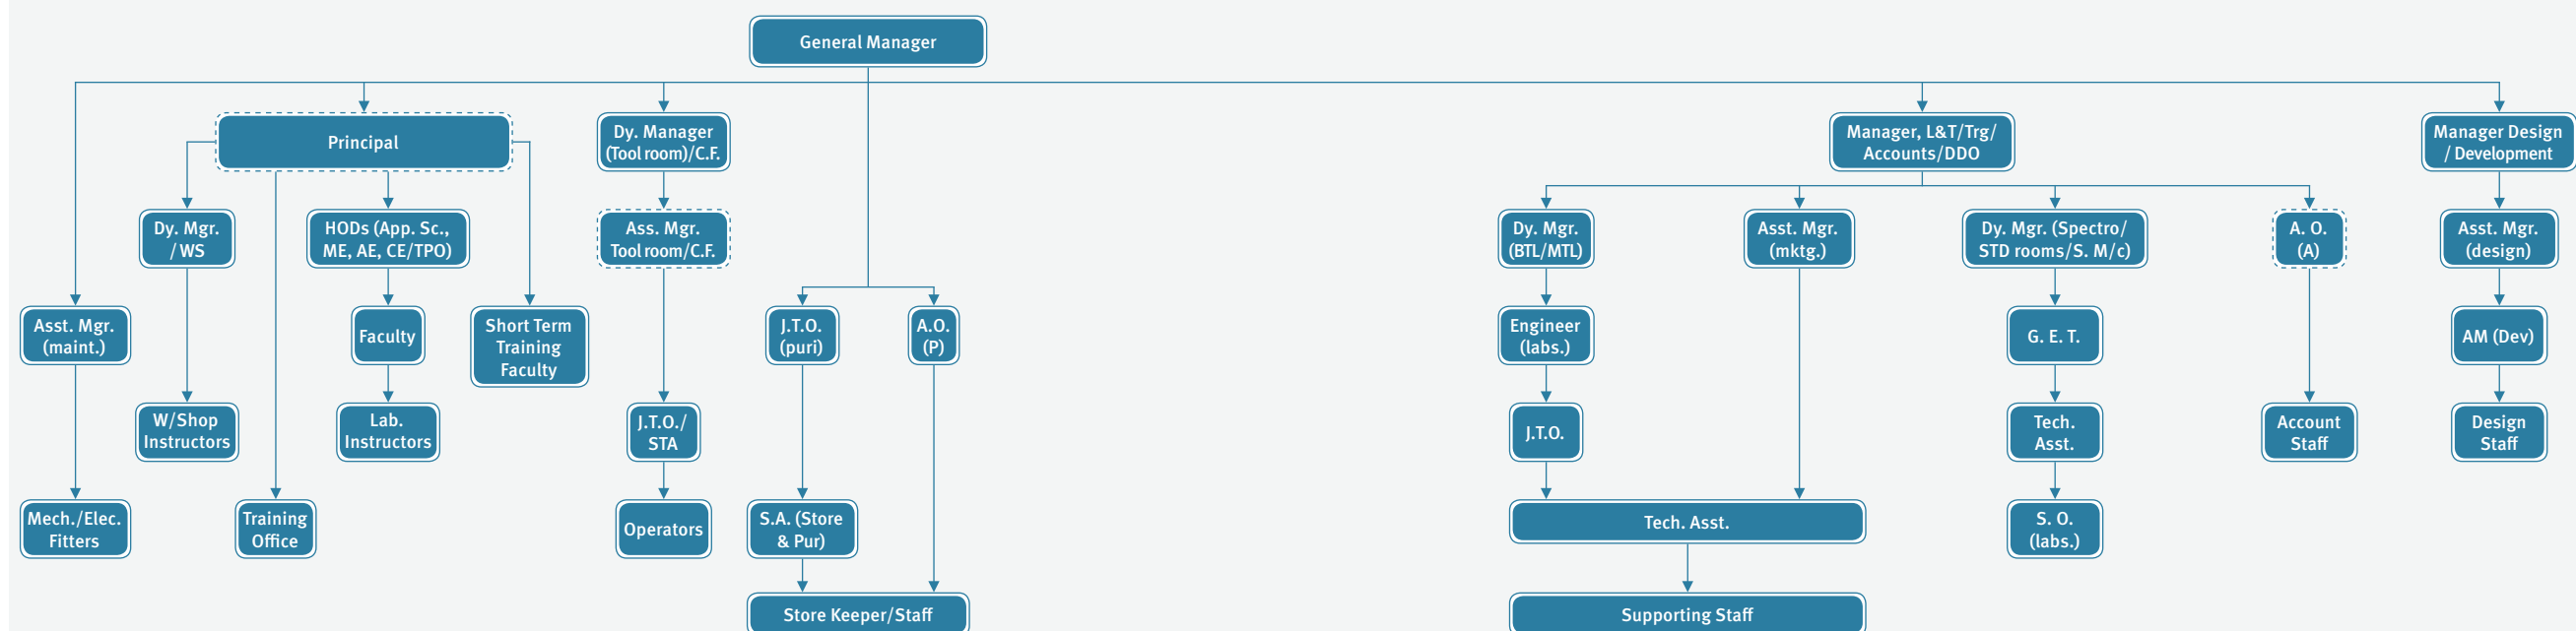 General Manager
Principal
Dy. Manager
(Tool room)/C.F.
Manager, L&T/Trg/
Accounts/DDO
Manager Design
/ Development
Dy. Mgr.
/ WS
HODs (App. Sc.,
ME, AE, CE/TPO)
Ass. Mgr.
Tool room/C.F.
Dy. Mgr.
(BTL/MTL)
Asst. Mgr.
(mktg.)
Dy. Mgr. (Spectro/
STD rooms/S. M/c)
A. O.
(A)
Asst. Mgr.
(design)
Asst. Mgr.
(maint.)
Faculty
Short Term
Training
Faculty
J.T.O.
(puri)
A.O.
(P)
Engineer
(labs.)
G. E. T.
AM (Dev)
W/Shop
Instructors
Lab.
Instructors
J.T.O./
STA
J.T.O.
Tech.
Asst.
Account
Staff
Design
Staff
Mech./Elec.
Fitters
Training
Office
Operators
S.A. (Store
& Pur)
Tech. Asst.
S. O.
(labs.)
Store Keeper/Staff
Supporting Staff